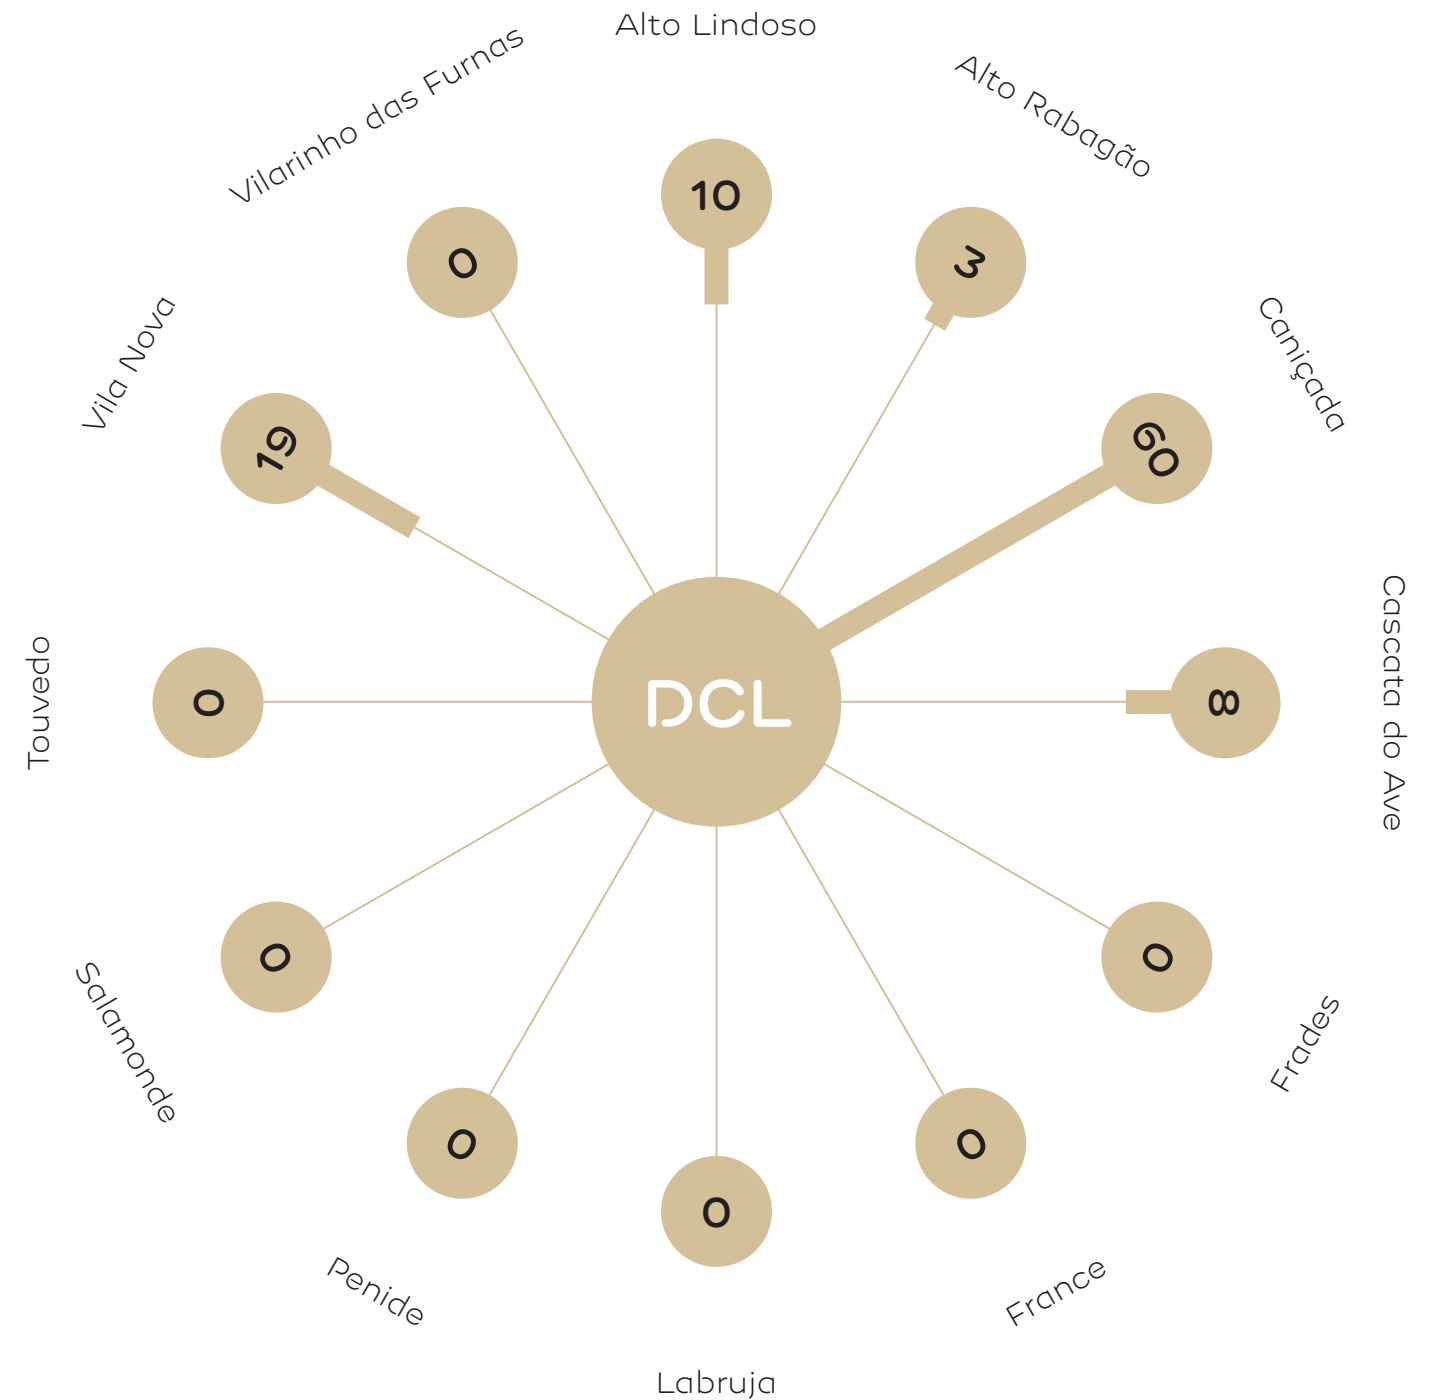 Alto Lindoso
10
Alto Rabagão
3
Caniçada
60
Cascata do Ave
8
Frades
0
France
0
Labruja
0
Penide
0
Salamonde
0
Touvedo
0
Vila Nova
19
Vilarinho das Furnas
0
DCL